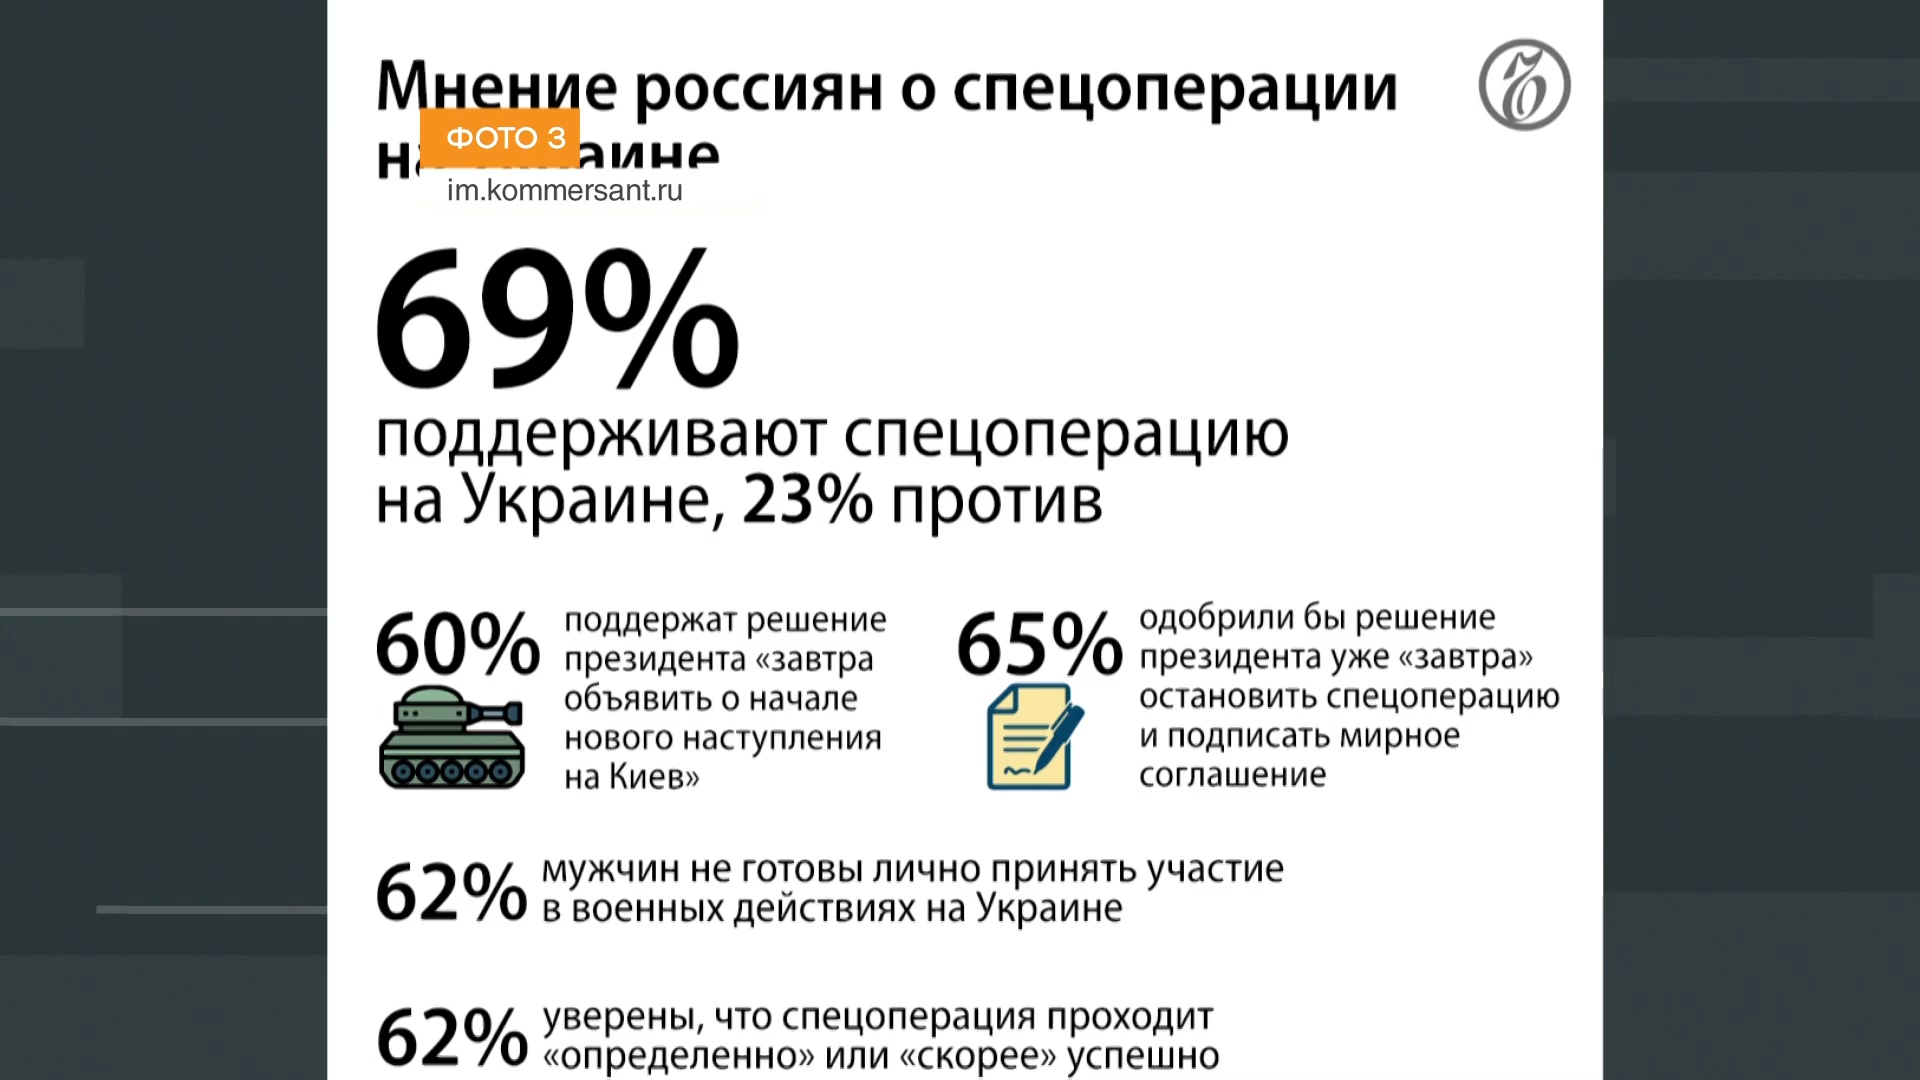 Мнение россиян о спецоперации
ФОТО 3
im.kommersant.ru
69%
поддерживают спецоперацию
на Украине, 23% против
60%
поддержат решение
президента «завтра
объявить о начале
нового наступления
на Киев»
65%
одобрили бы решение
президента уже «завтра»
остановить спецоперацию
и подписать мирное
соглашение
62%
мужчин не готовы лично принять участие
в военных действиях на Украине
62%
уверены, что спецоперация проходит
«определенно» или «скорее» успешно